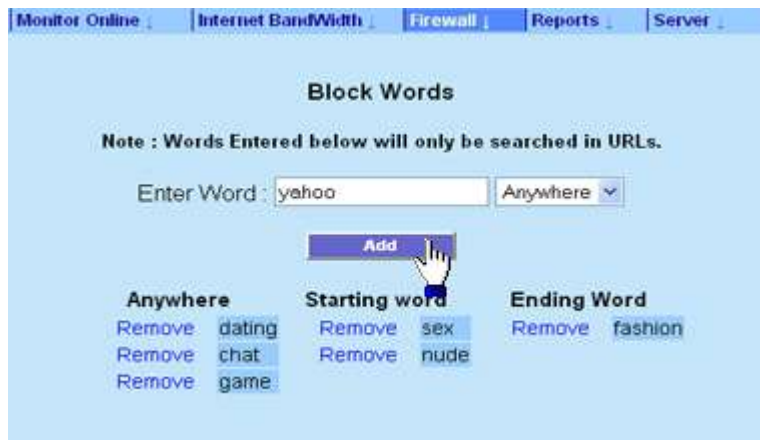 Monitor Online ↓ Internet BandWidth ↓ Firewall ↓ Reports ↓ Server ↓
Block Words
Note : Words Entered below will only be searched in URLs.
Enter Word : yahoo Anywhere
Add
Anywhere Starting word Ending Word
Remove dating Remove sex Remove fashion
Remove chat Remove nude
Remove game